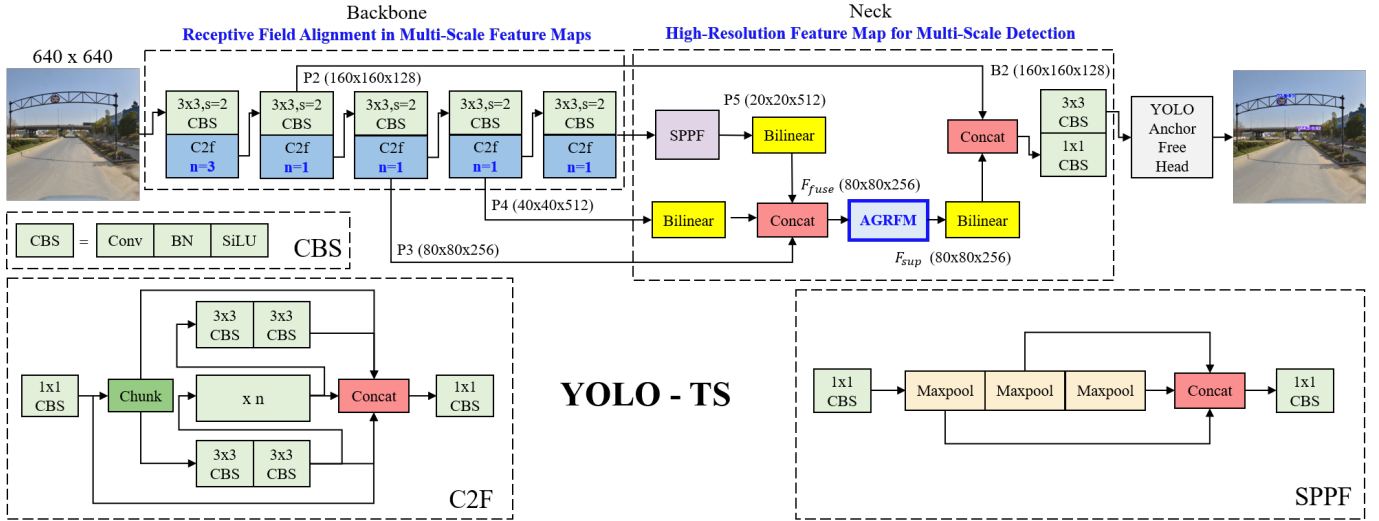 Backbone
Receptive Field Alignment in Multi-Scale Feature Maps
Neck
High-Resolution Feature Map for Multi-Scale Detection
640 x 640
P2 (160x160x128)
B2 (160x160x128)
3x3,s=2
CBS
C2f
n=3
3x3,s=2
CBS
C2f
n=1
3x3,s=2
CBS
C2f
n=1
3x3,s=2
CBS
C2f
n=1
3x3,s=2
CBS
C2f
n=1
SPPF
P5 (20x20x512)
Bilinear
Concat
3x3
CBS
1x1
CBS
YOLO
Anchor
Free
Head
P4 (40x40x512)
P3 (80x80x256)
Bilinear
Concat
F_fuse (80x80x256)
AGRFM
Bilinear
F_sup (80x80x256)
CBS
=
Conv
BN
SiLU
CBS
1x1
CBS
Chunk
3x3
CBS
3x3
CBS
x n
3x3
CBS
3x3
CBS
Concat
1x1
CBS
C2F
YOLO - TS
1x1
CBS
Maxpool
Maxpool
Maxpool
Concat
1x1
CBS
SPPF